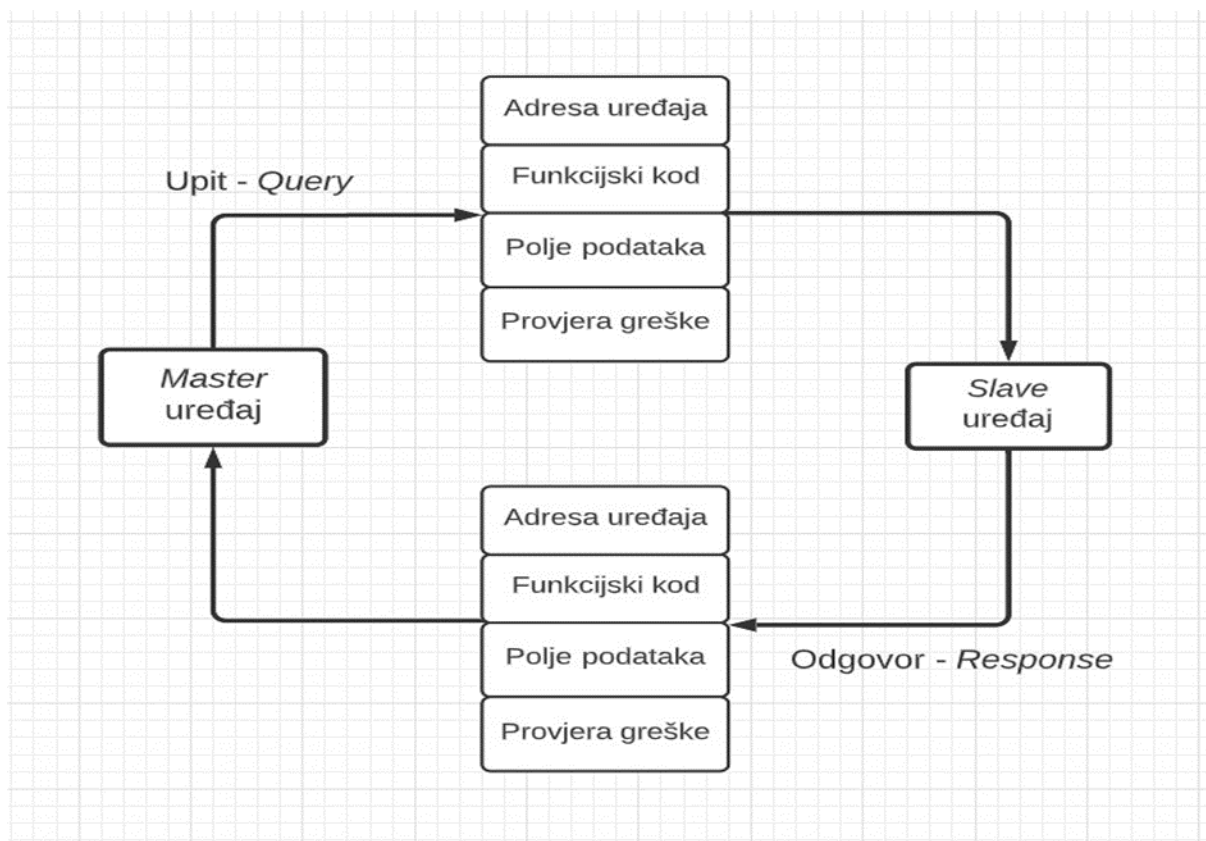 Adresa uređaja
Funkcijski kod
Upit - Query
Polje podataka
Provjera greške
Master
uređaj
Slave
uređaj
Adresa uređaja
Funkcijski kod
Polje podataka
Odgovor - Response
Provjera greške